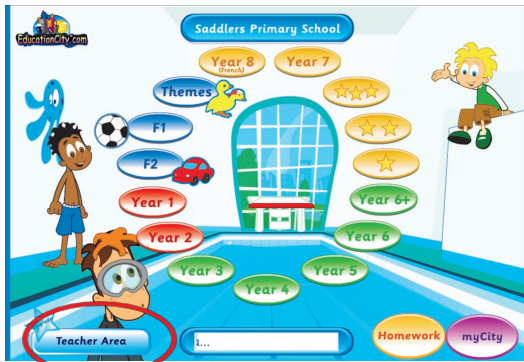 EducationCity.com
Saddlers Primary School
Year 8
(French)
Year 7
Themes
F1
F2
Year 1
Year 2
Year 3
Year 4
Year 5
Year 6
Year 6+
Teacher Area
1...
Homework
myCity